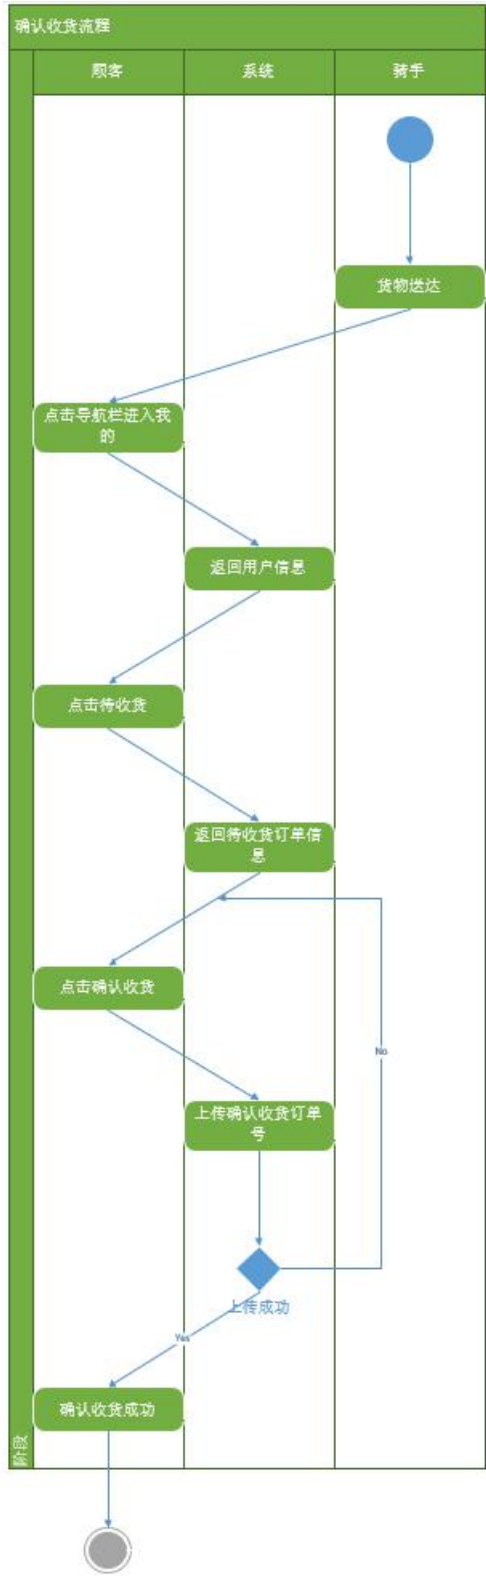 确认收货流程
顾客
系统
骑手
货物送达
点击导航栏进入我
的
返回用户信息
点击待收货
返回待收货订单信
息
点击确认收货
No
上传确认收货订单
号
上传成功
Yes
确认收货成功
阶段